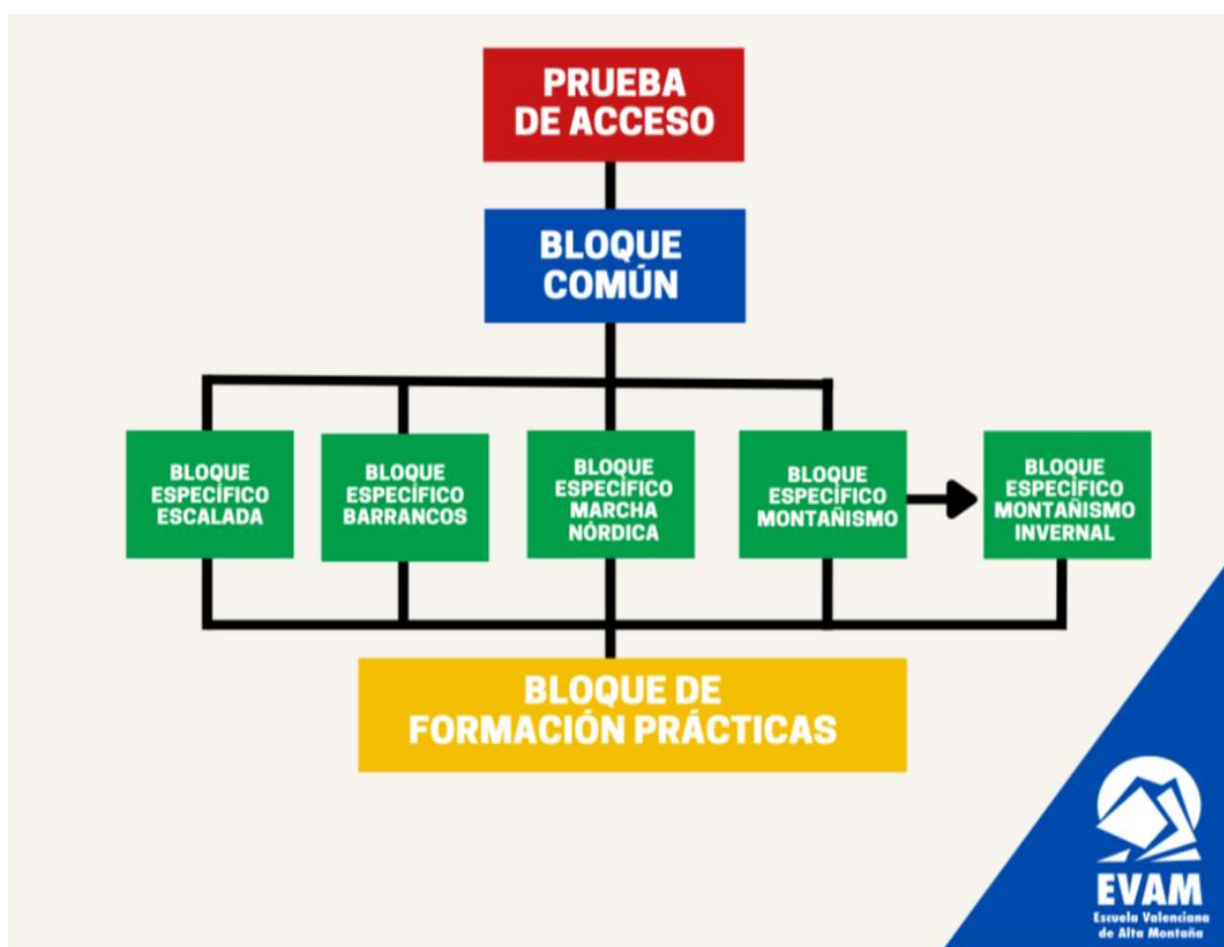 PRUEBA
DE ACCESO
BLOQUE
COMÚN
BLOQUE
ESPECÍFICO
ESCALADA
BLOQUE
ESPECÍFICO
BARRANCOS
BLOQUE
ESPECÍFICO
MARCHA
NÓRDICA
BLOQUE
ESPECÍFICO
MONTAÑISMO
BLOQUE
ESPECÍFICO
MONTAÑISMO
INVERNAL
BLOQUE DE
FORMACIÓN PRÁCTICAS
EVAM
Escuela Valenciana
de Alta Montaña